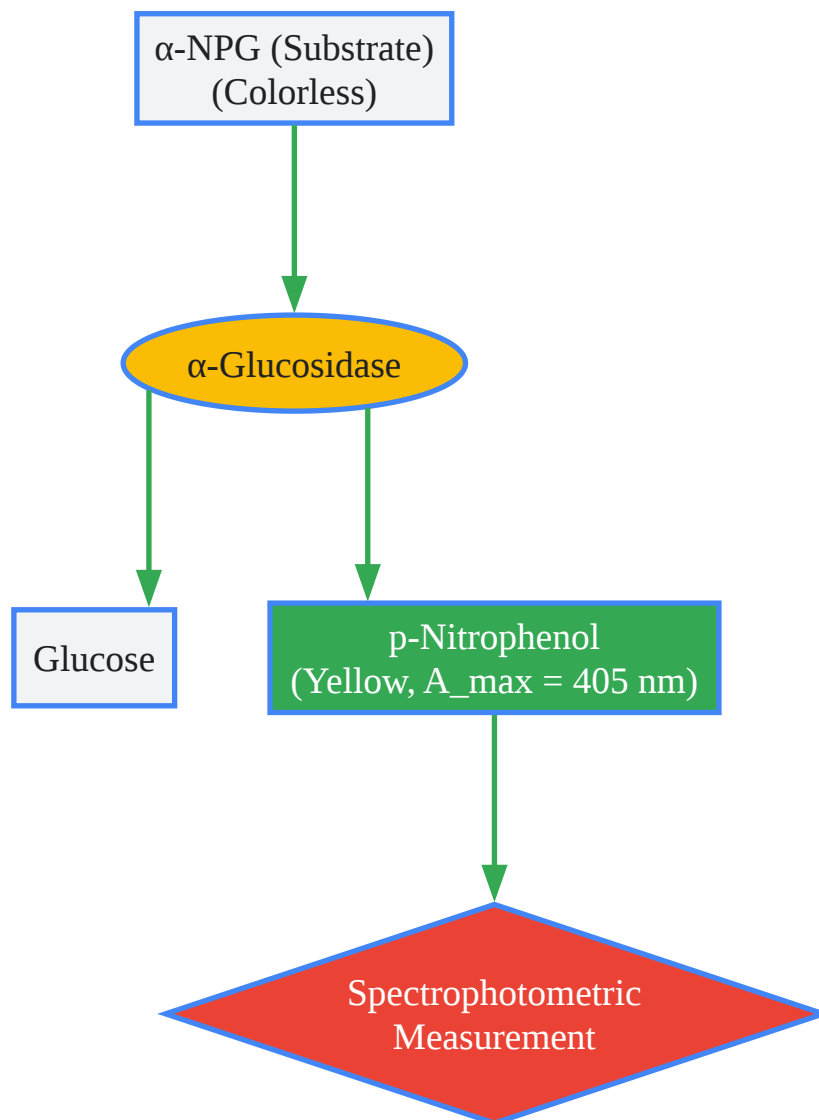 α-NPG (Substrate)
(Colorless)
α-Glucosidase
Glucose
p-Nitrophenol
(Yellow, A_max = 405 nm)
Spectrophotometric
Measurement